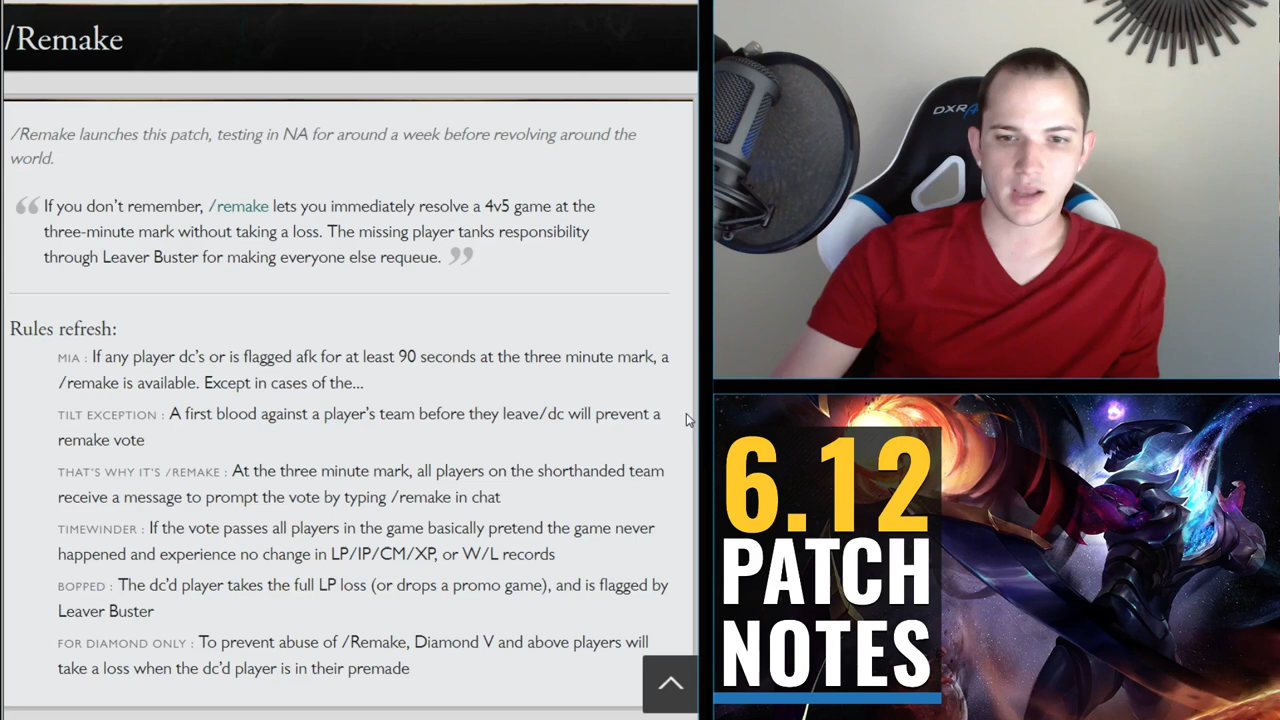 /Remake
/Remake launches this patch, testing in NA for around a week before revolving around the
world.
“ If you don’t remember, /remake lets you immediately resolve a 4v5 game at the
three-minute mark without taking a loss. The missing player tanks responsibility
through Leaver Buster for making everyone else requeue. ”
Rules refresh:
MIA : If any player dc’s or is flagged afk for at least 90 seconds at the three minute mark, a
/remake is available. Except in cases of the...
TILT EXCEPTION : A first blood against a player’s team before they leave/dc will prevent a
remake vote
THAT’S WHY IT’S /REMAKE : At the three minute mark, all players on the shorthanded team
receive a message to prompt the vote by typing /remake in chat
TIMEWINDER : If the vote passes all players in the game basically pretend the game never
happened and experience no change in LP/IP/CM/XP, or W/L records
BOPPED : The dc’d player takes the full LP loss (or drops a promo game), and is flagged by
Leaver Buster
FOR DIAMOND ONLY : To prevent abuse of /Remake, Diamond V and above players will
take a loss when the dc’d player is in their premade
6.12
PATCH
NOTES